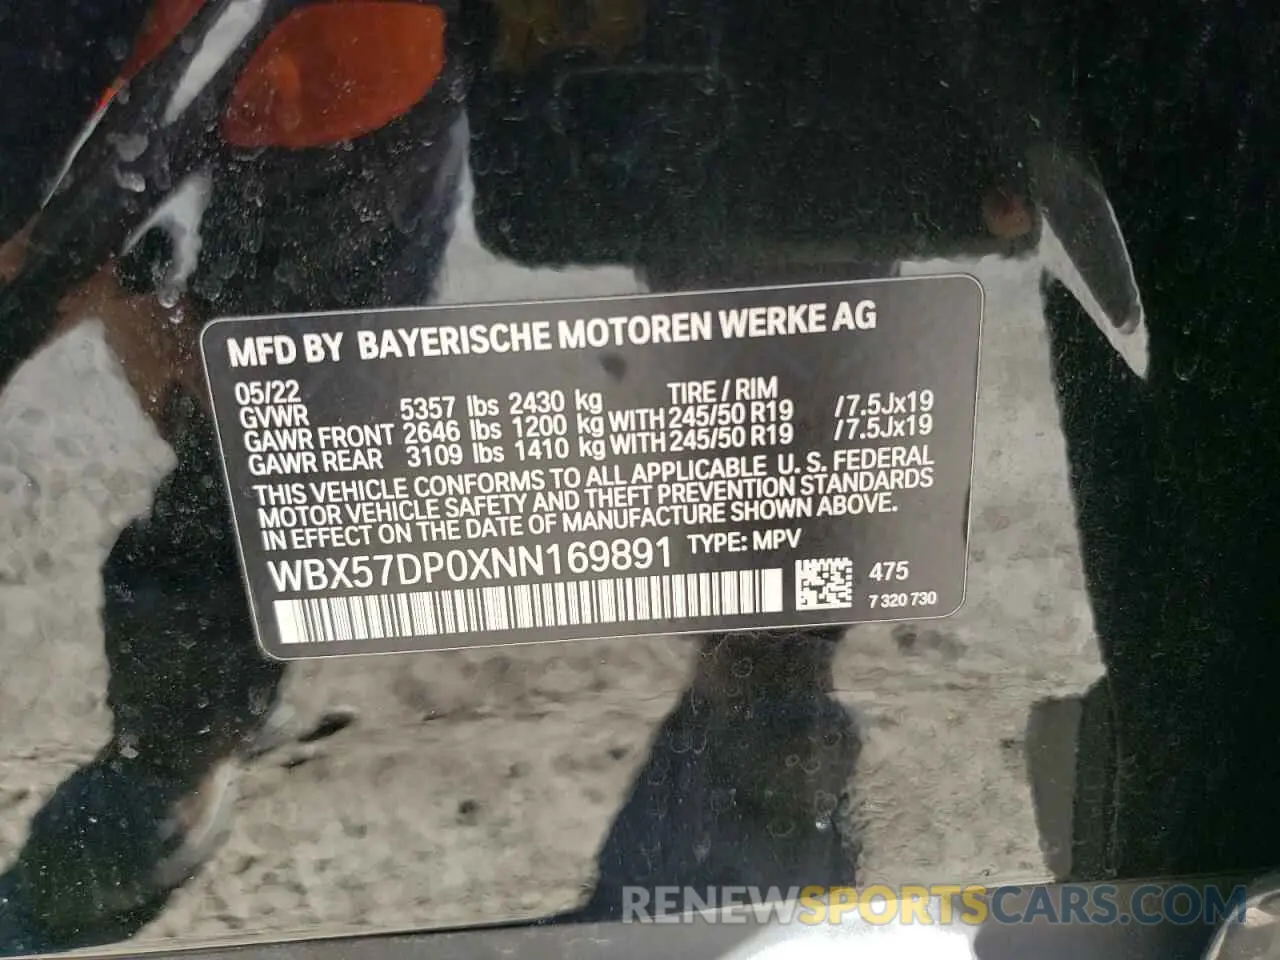 MFD BY BAYERISCHE MOTOREN WERKE AG
05/22 TIRE / RIM
GVWR 5357 lbs 2430 kg
GAWR FRONT 2646 lbs 1200 kg WITH 245/50 R19 /7.5Jx19
GAWR REAR 3109 lbs 1410 kg WITH 245/50 R19 /7.5Jx19
THIS VEHICLE CONFORMS TO ALL APPLICABLE U. S. FEDERAL
MOTOR VEHICLE SAFETY AND THEFT PREVENTION STANDARDS
IN EFFECT ON THE DATE OF MANUFACTURE SHOWN ABOVE.
WBX57DP0XNN169891 TYPE: MPV
475
7 320 730
RENEWSPORTSCARS.COM